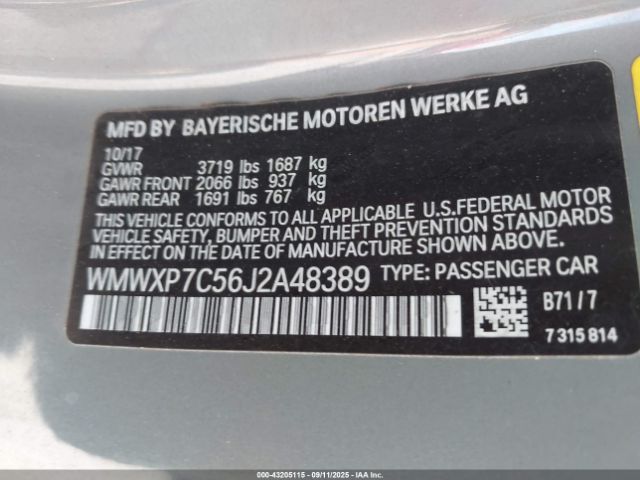 MFD BY BAYERISCHE MOTOREN WERKE AG
10/17
GVWR 3719 lbs 1687 kg
GAWR FRONT 2066 lbs 937 kg
GAWR REAR 1691 lbs 767 kg
THIS VEHICLE CONFORMS TO ALL APPLICABLE U.S.FEDERAL MOTOR
VEHICLE SAFETY, BUMPER AND THEFT PREVENTION STANDARDS
IN EFFECT ON THE DATE OF MANUFACTURE SHOWN ABOVE.
WMWXP7C56J2A48389 TYPE: PASSENGER CAR
B71/7
7 315 814
000-43205115 - 09/11/2025 - IAAI.COM